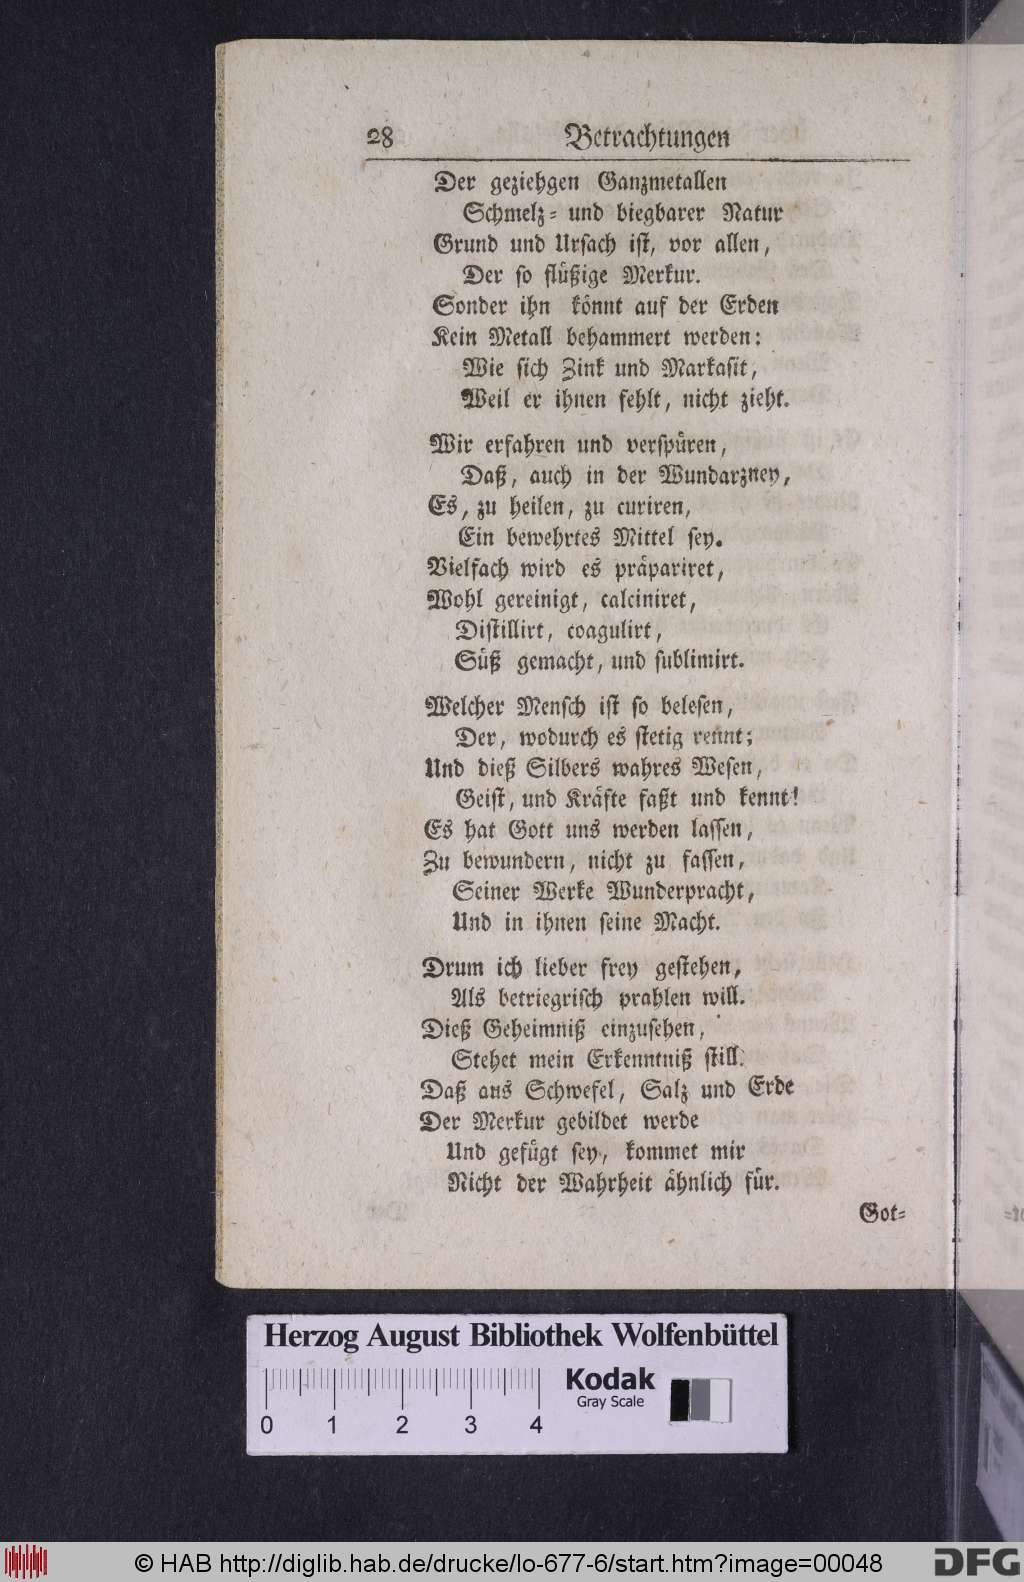 28 Betrachtungen
Der geziehgen Ganzmetallen
Schmelz- und biegbarer Natur
Grund und Ursach ist, vor allen,
Der so flüßige Merkur.
Sonder ihn könnt auf der Erden
Kein Metall behammert werden:
Wie sich Zink und Markasit,
Weil er ihnen fehlt, nicht zieht.
Wir erfahren und verspüren,
Daß, auch in der Wundarzney,
Es, zu heilen, zu curiren,
Ein bewehrtes Mittel sey.
Vielfach wird es präpariret,
Wohl gereinigt, calciniret,
Distillirt, coagulirt,
Süß gemacht, und sublimirt.
Welcher Mensch ist so belesen,
Der, wodurch es stetig rennt;
Und dieß Silbers wahres Wesen,
Geist, und Kräfte faßt und kennt!
Es hat Gott uns werden lassen,
Zu bewundern, nicht zu fassen,
Seiner Werke Wunderpracht,
Und in ihnen seine Macht.
Drum ich lieber frey gestehen,
Als betriegrisch prahlen will.
Dieß Geheimniß einzusehen,
Stehet mein Erkenntniß still.
Daß aus Schwefel, Salz und Erde
Der Merkur gebildet werde
Und gefügt sey, kommet mir
Nicht der Wahrheit ähnlich für.
Got-
Herzog August Bibliothek Wolfenbüttel
Kodak
Gray Scale
0 1 2 3 4
© HAB http://diglib.hab.de/drucke/lo-677-6/start.htm?image=00048
DFG